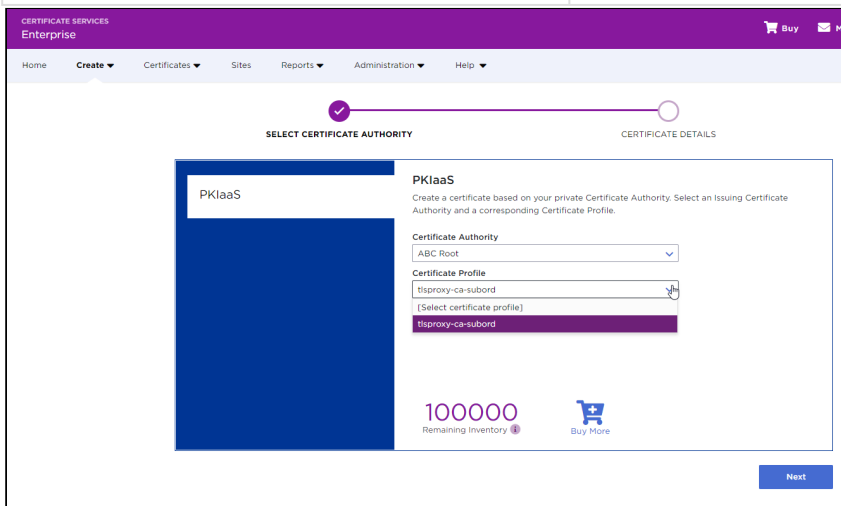 CERTIFICATE SERVICES
Enterprise
Buy
Home
Create
Certificates
Sites
Reports
Administration
Help
SELECT CERTIFICATE AUTHORITY
CERTIFICATE DETAILS
PKIaaS
PKIaaS
Create a certificate based on your private Certificate Authority. Select an Issuing Certificate
Authority and a corresponding Certificate Profile.
Certificate Authority
ABC Root
Certificate Profile
tlsproxy-ca-subord
[Select certificate profile]
tlsproxy-ca-subord
100000
Remaining Inventory
Buy More
Next